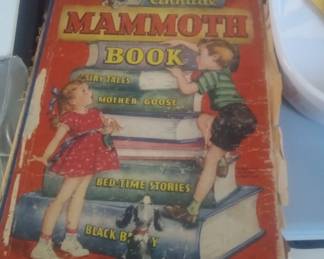 MAMMOTH
BOOK
FAIRY TALES
MOTHER GOOSE
BED-TIME STORIES
BLACK B Y